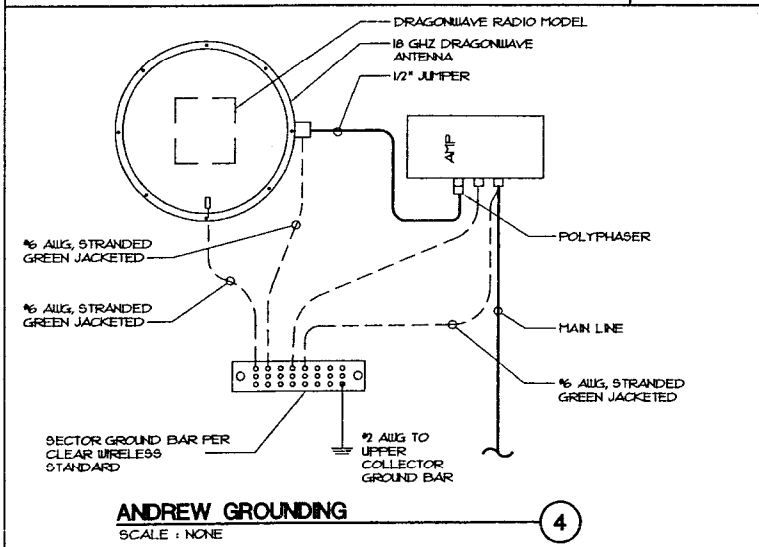 DRAGONWAVE RADIO MODEL
18 GHZ DRAGONWAVE
ANTENNA
1/2" JUMPER
AMP
POLYPHASER
#6 AWG, STRANDED
GREEN JACKETED
#6 AWG, STRANDED
GREEN JACKETED
MAIN LINE
#6 AWG, STRANDED
GREEN JACKETED
SECTOR GROUND BAR PER
CLEAR WIRELESS
STANDARD
#2 AWG TO
UPPER
COLLECTOR
GROUND BAR
ANDREW GROUNDING
SCALE : NONE
4